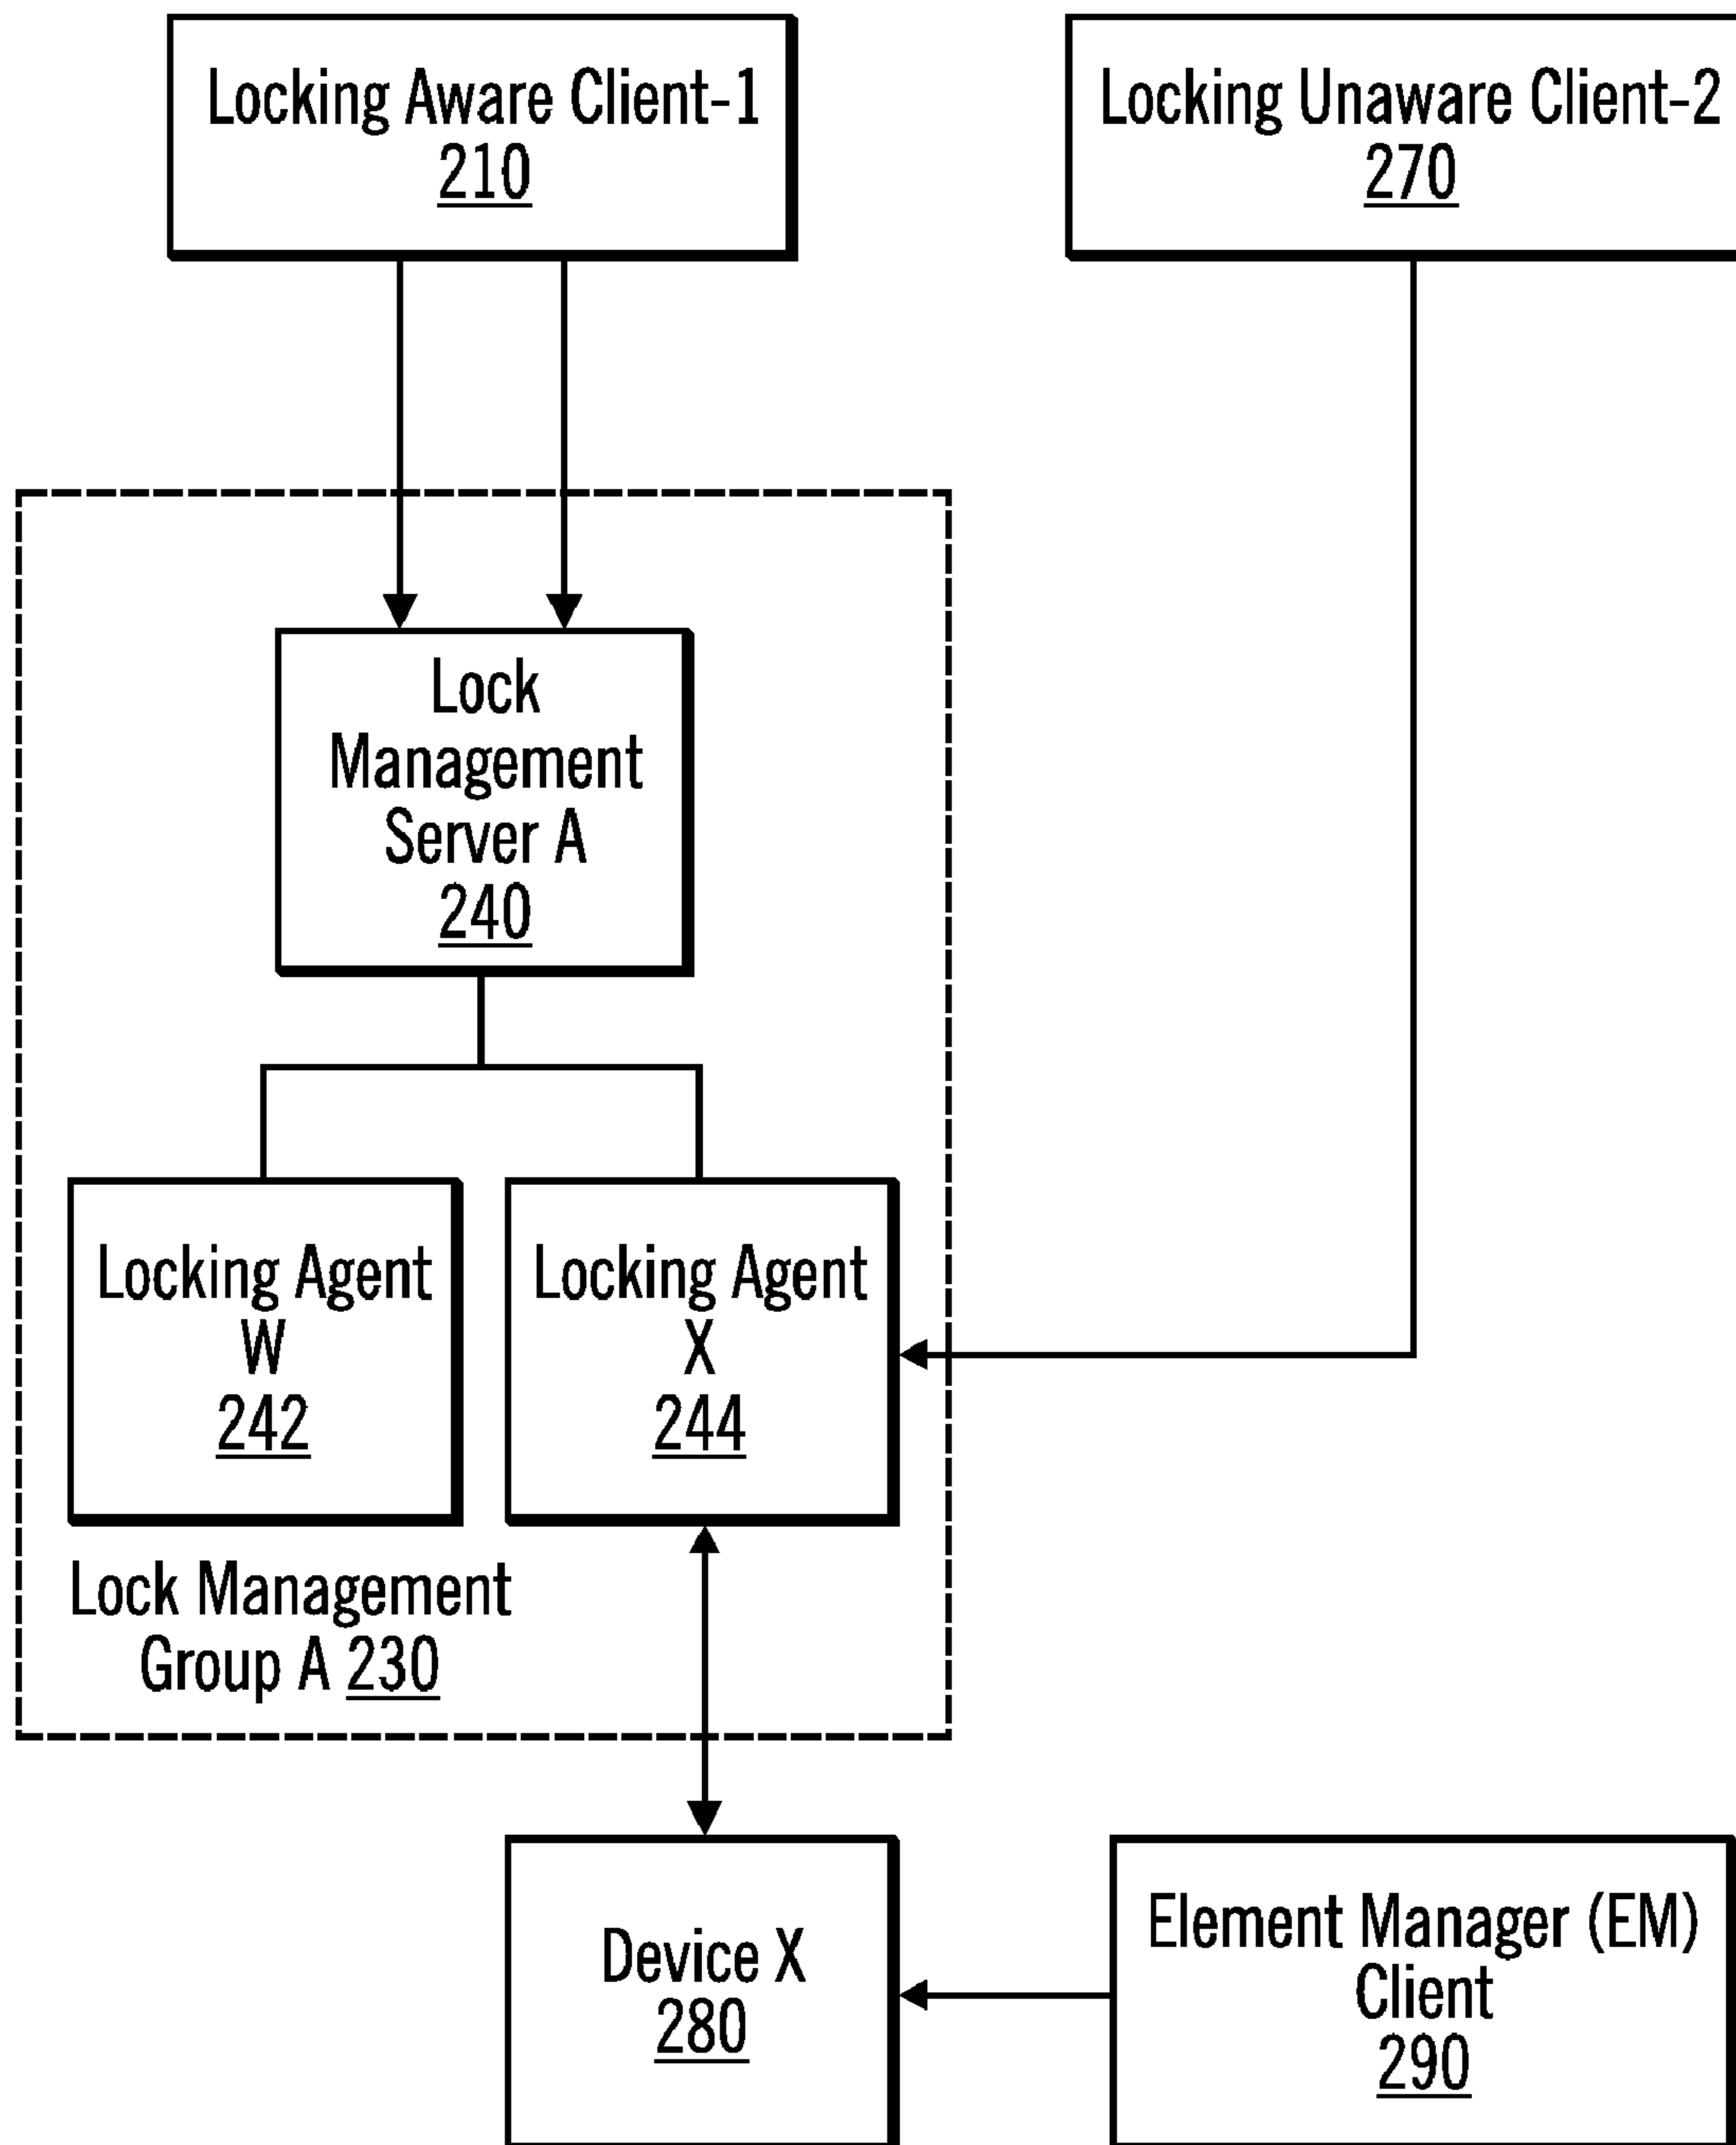 Locking Aware Client-1
210
Locking Unaware Client-2
270
Lock
Management
Server A
240
Locking Agent
W
242
Locking Agent
X
244
Lock Management
Group A 230
Device X
280
Element Manager (EM)
Client
290